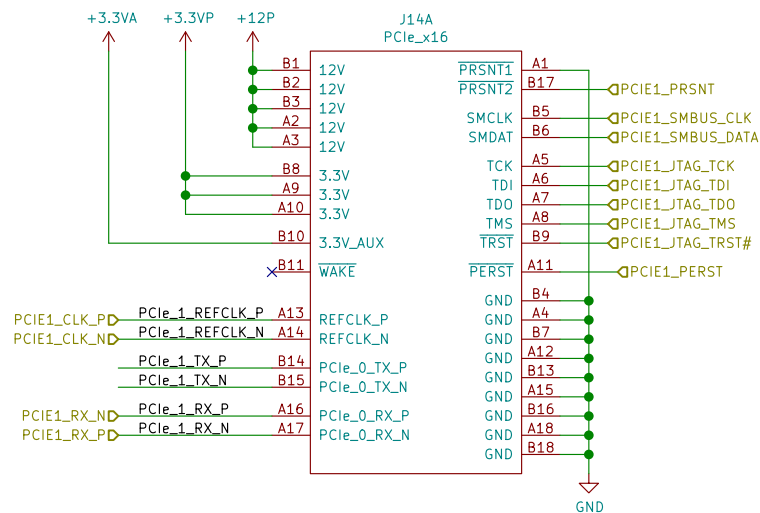 +3.3VA +3.3VP +12P
J14A
PCIe_x16
B1 12V PRSNT1 A1
B2 12V PRSNT2 B17 PCIE1_PRSNT
B3 12V
SMCLK B5 PCIE1_SMBUS_CLK
A2 12V
SMDAT B6 PCIE1_SMBUS_DATA
A3 12V
TCK A5 PCIE1_JTAG_TCK
B8 3.3V
TDI A6 PCIE1_JTAG_TDI
A9 3.3V
TDO A7 PCIE1_JTAG_TDO
A10 3.3V
TMS A8 PCIE1_JTAG_TMS
B10 3.3V_AUX TRST B9 PCIE1_JTAG_TRST#
B11 WAKE PERST A11 PCIE1_PERST
GND B4
PCIE1_CLK_P PCIe_1_REFCLK_P A13 REFCLK_P GND A4
PCIE1_CLK_N PCIe_1_REFCLK_N A14 REFCLK_N GND B7
GND A12
PCIe_1_TX_P B14 PCIe_0_TX_P
GND B13
PCIe_1_TX_N B15 PCIe_0_TX_N
GND A15
PCIE1_RX_N PCIe_1_RX_P A16 PCIe_0_RX_P GND B16
PCIE1_RX_P PCIe_1_RX_N A17 PCIe_0_RX_N GND A18
GND B18
GND